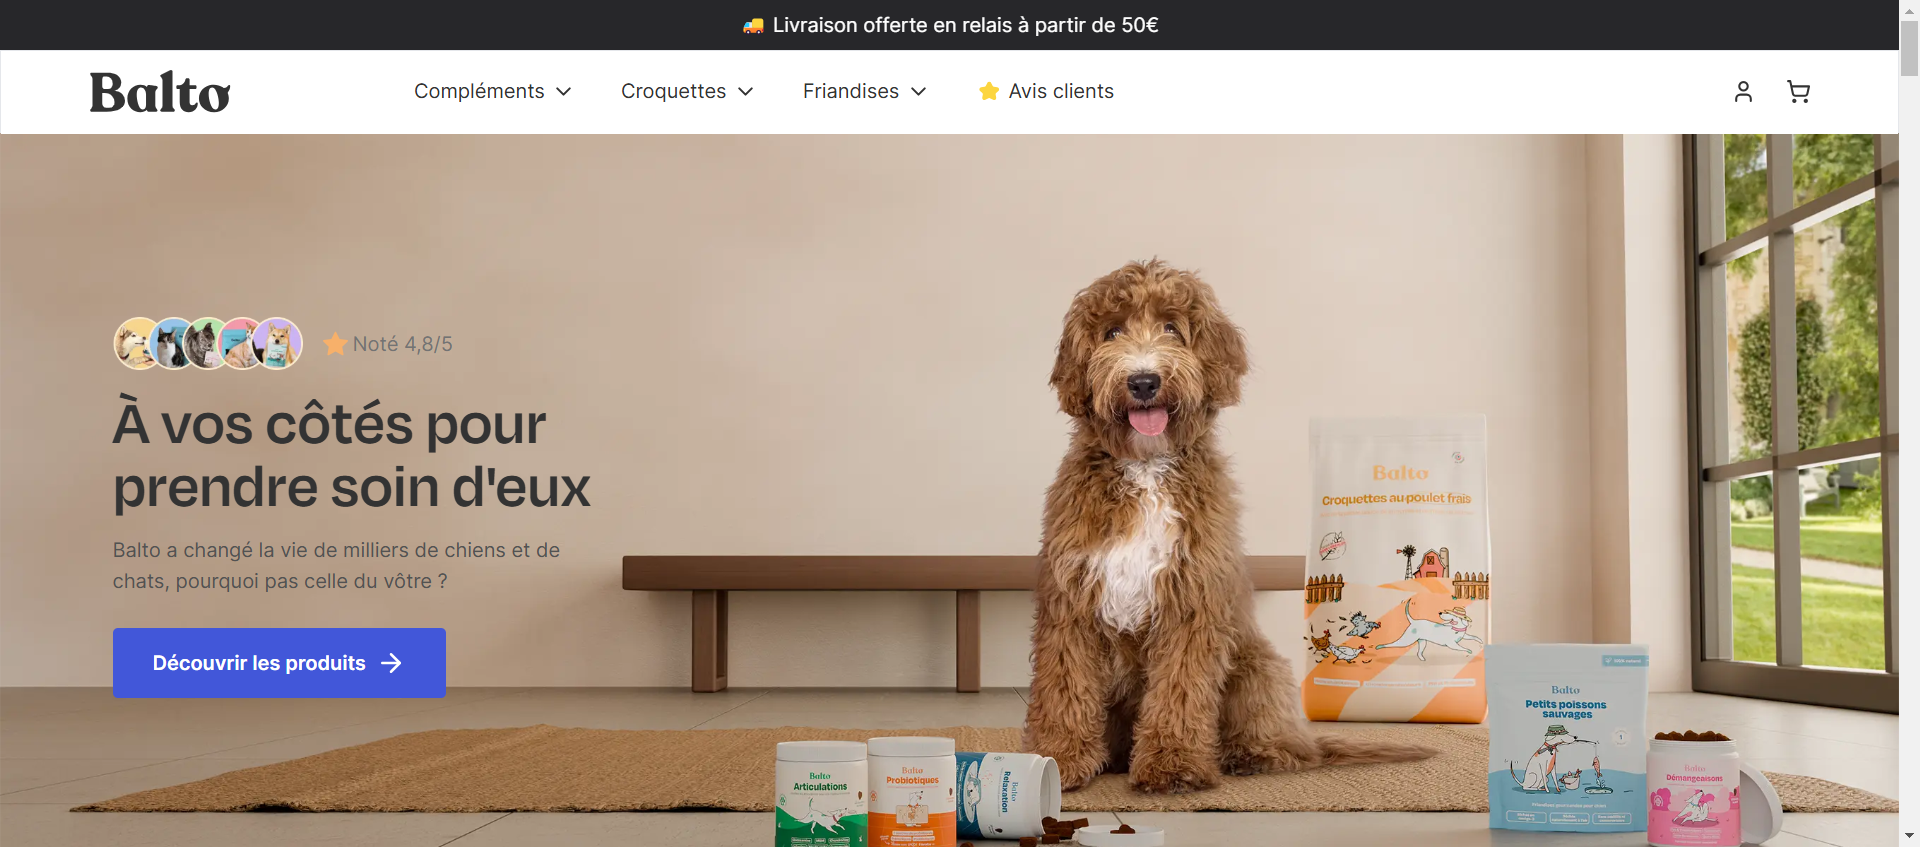 🚚 Livraison offerte en relais à partir de 50€
Balto
Compléments
Croquettes
Friandises
⭐ Avis clients
Noté 4,8/5
À vos côtés pour
prendre soin d'eux
Balto a changé la vie de milliers de chiens et de
chats, pourquoi pas celle du vôtre ?
Découvrir les produits →
Balto
Croquettes au poulet frais
Balto
Petits poissons
sauvages
Balto
Articulations
Balto
Probiotiques
Balto
Relaxation
Balto
Démangeaisons